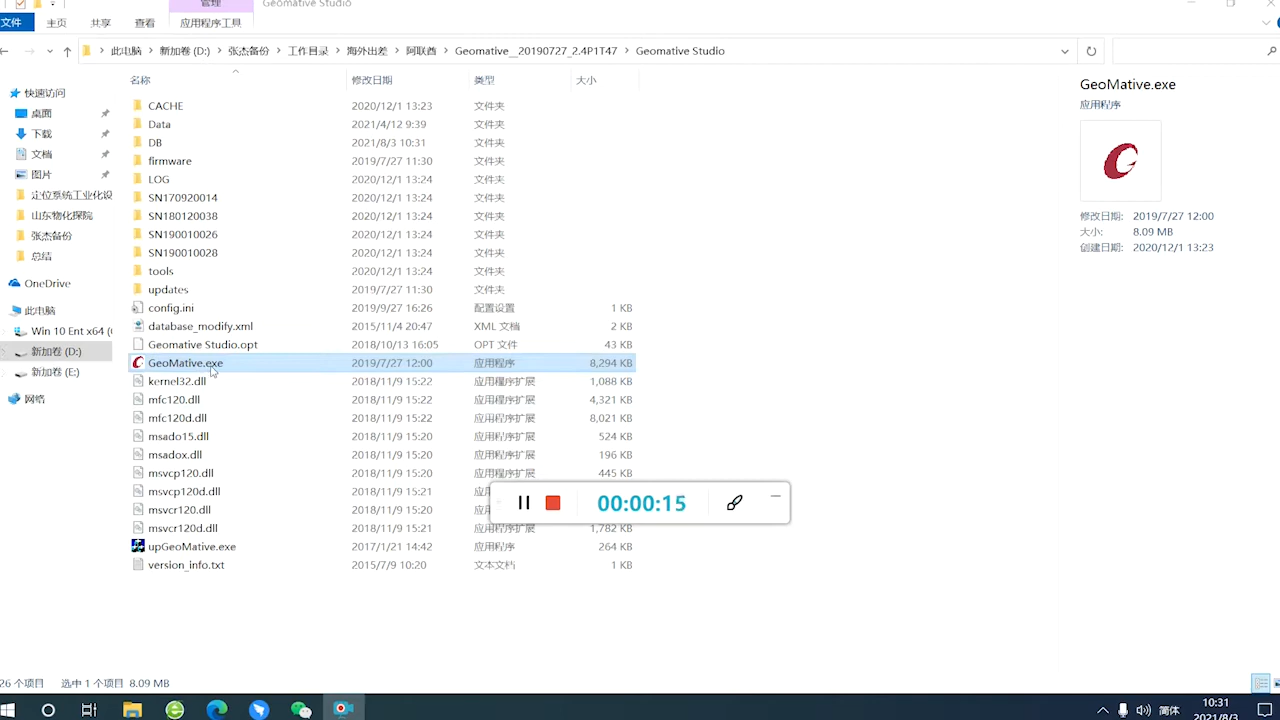 管理
Geomative Studio
文件 主页 共享 查看 应用程序工具
此电脑 新加卷 (D:) 张杰备份 工作目录 海外出差 阿联酋 Geomative__20190727_2.4P1T47 Geomative Studio
名称 修改日期 类型 大小
快速访问
桌面
下载
文档
图片
定位系统工业化设
山东物化探院
张杰备份
总结
OneDrive
此电脑
Win 10 Ent x64 (
新加卷 (D:)
新加卷 (E:)
网络
CACHE 2020/12/1 13:23 文件夹
Data 2021/4/12 9:39 文件夹
DB 2021/8/3 10:31 文件夹
firmware 2019/7/27 11:30 文件夹
LOG 2020/12/1 13:24 文件夹
SN170920014 2020/12/1 13:24 文件夹
SN180120038 2020/12/1 13:24 文件夹
SN190010026 2020/12/1 13:24 文件夹
SN190010028 2020/12/1 13:24 文件夹
tools 2020/12/1 13:24 文件夹
updates 2019/7/27 11:30 文件夹
config.ini 2019/9/27 16:26 配置设置 1 KB
database_modify.xml 2015/11/4 20:47 XML 文档 2 KB
Geomative Studio.opt 2018/10/13 16:05 OPT 文件 43 KB
GeoMative.exe 2019/7/27 12:00 应用程序 8,294 KB
kernel32.dll 2018/11/9 15:22 应用程序扩展 1,088 KB
mfc120.dll 2018/11/9 15:22 应用程序扩展 4,321 KB
mfc120d.dll 2018/11/9 15:22 应用程序扩展 8,021 KB
msado15.dll 2018/11/9 15:20 应用程序扩展 524 KB
msadox.dll 2018/11/9 15:20 应用程序扩展 196 KB
msvcp120.dll 2018/11/9 15:20 应用程序扩展 445 KB
msvcp120d.dll 2018/11/9 15:21
msvcr120.dll 2018/11/9 15:20
msvcr120d.dll 2018/11/9 15:21 应用程序扩展 1,782 KB
upGeoMative.exe 2017/1/21 14:42 应用程序 264 KB
version_info.txt 2015/7/9 10:20 文本文档 1 KB
00:00:15
GeoMative.exe
应用程序
修改日期: 2019/7/27 12:00
大小: 8.09 MB
创建日期: 2020/12/1 13:23
26 个项目 选中 1 个项目 8.09 MB
简体
10:31
2021/8/3